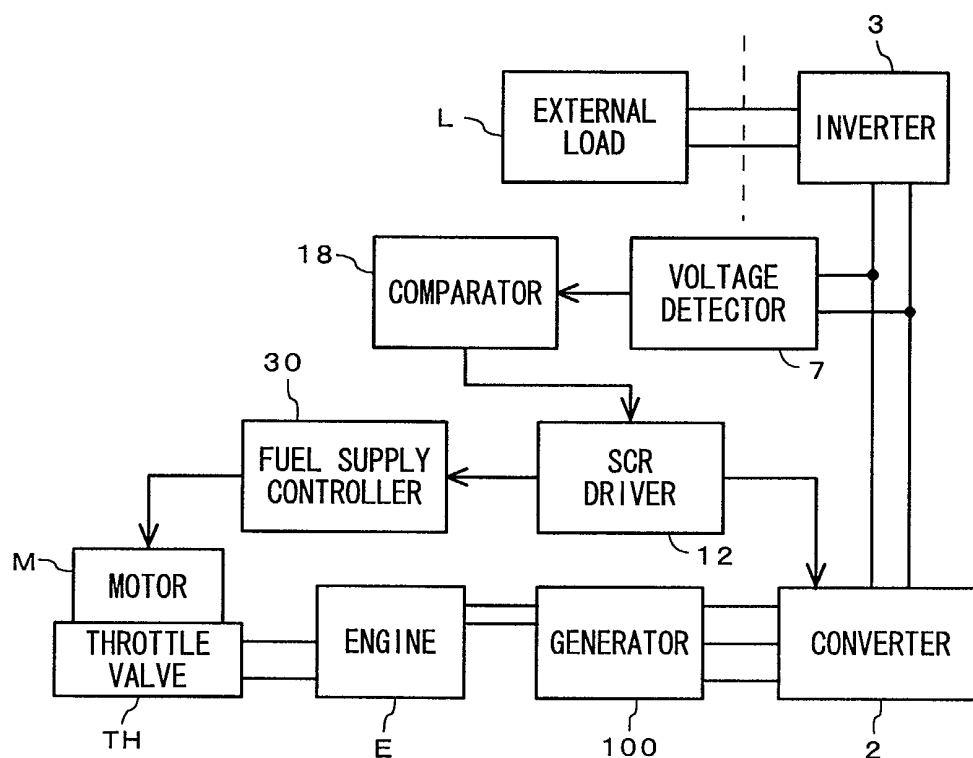 3
EXTERNAL
LOAD
L
INVERTER
18
COMPARATOR
VOLTAGE
DETECTOR
7
30
FUEL SUPPLY
CONTROLLER
SCR
DRIVER
12
M
MOTOR
THROTTLE
VALVE
TH
ENGINE
E
GENERATOR
100
CONVERTER
2